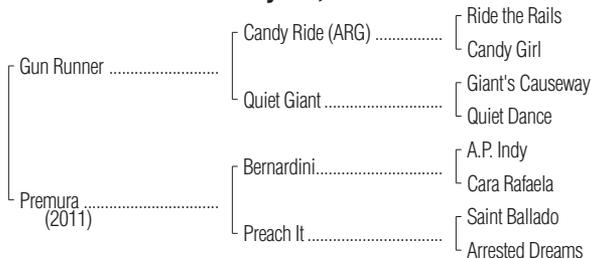 Ride the Rails
Candy Ride (ARG) ................
Candy Girl
Gun Runner ..........................
Giant's Causeway
Quiet Giant ............................
Quiet Dance
A.P. Indy
Bernardini..............................
Cara Rafaela
Premura ................................
(2011)
Saint Ballado
Preach It ................................
Arrested Dreams